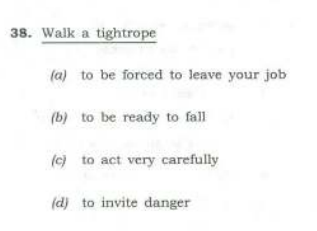 38. Walk a tightrope
(a) to be forced to leave your job
(b) to be ready to fall
(c) to act very carefully
(d) to invite danger